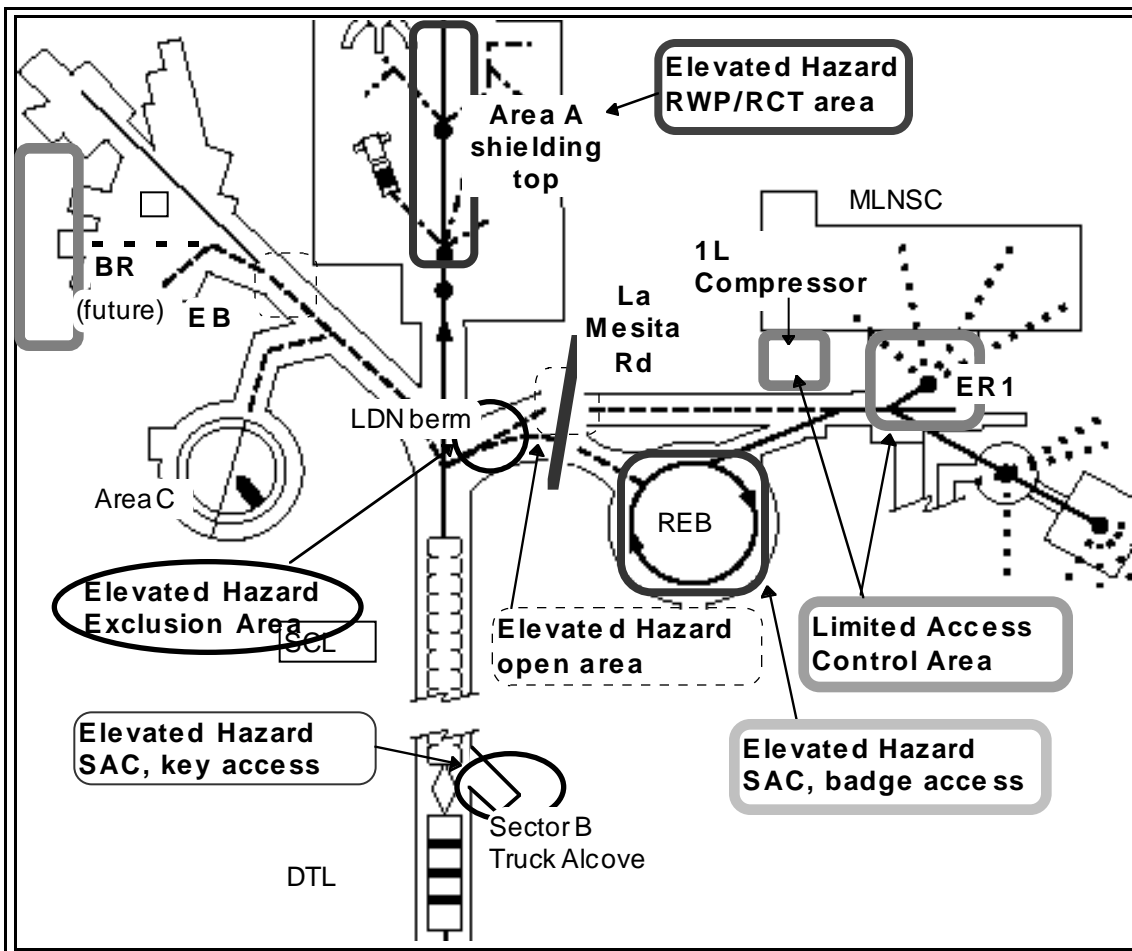 Elevated Hazard
RWP/RCT area
Area A
shielding
top
MLNSC
1L
Compressor
BR
(future)
EB
La
Mesita
Rd
ER1
LDN berm
Area C
REB
Elevated Hazard
Exclusion Area
SCL
Elevated Hazard
open area
Limited Access
Control Area
Elevated Hazard
SAC, key access
Elevated Hazard
SAC, badge access
Sector B
Truck Alcove
DTL